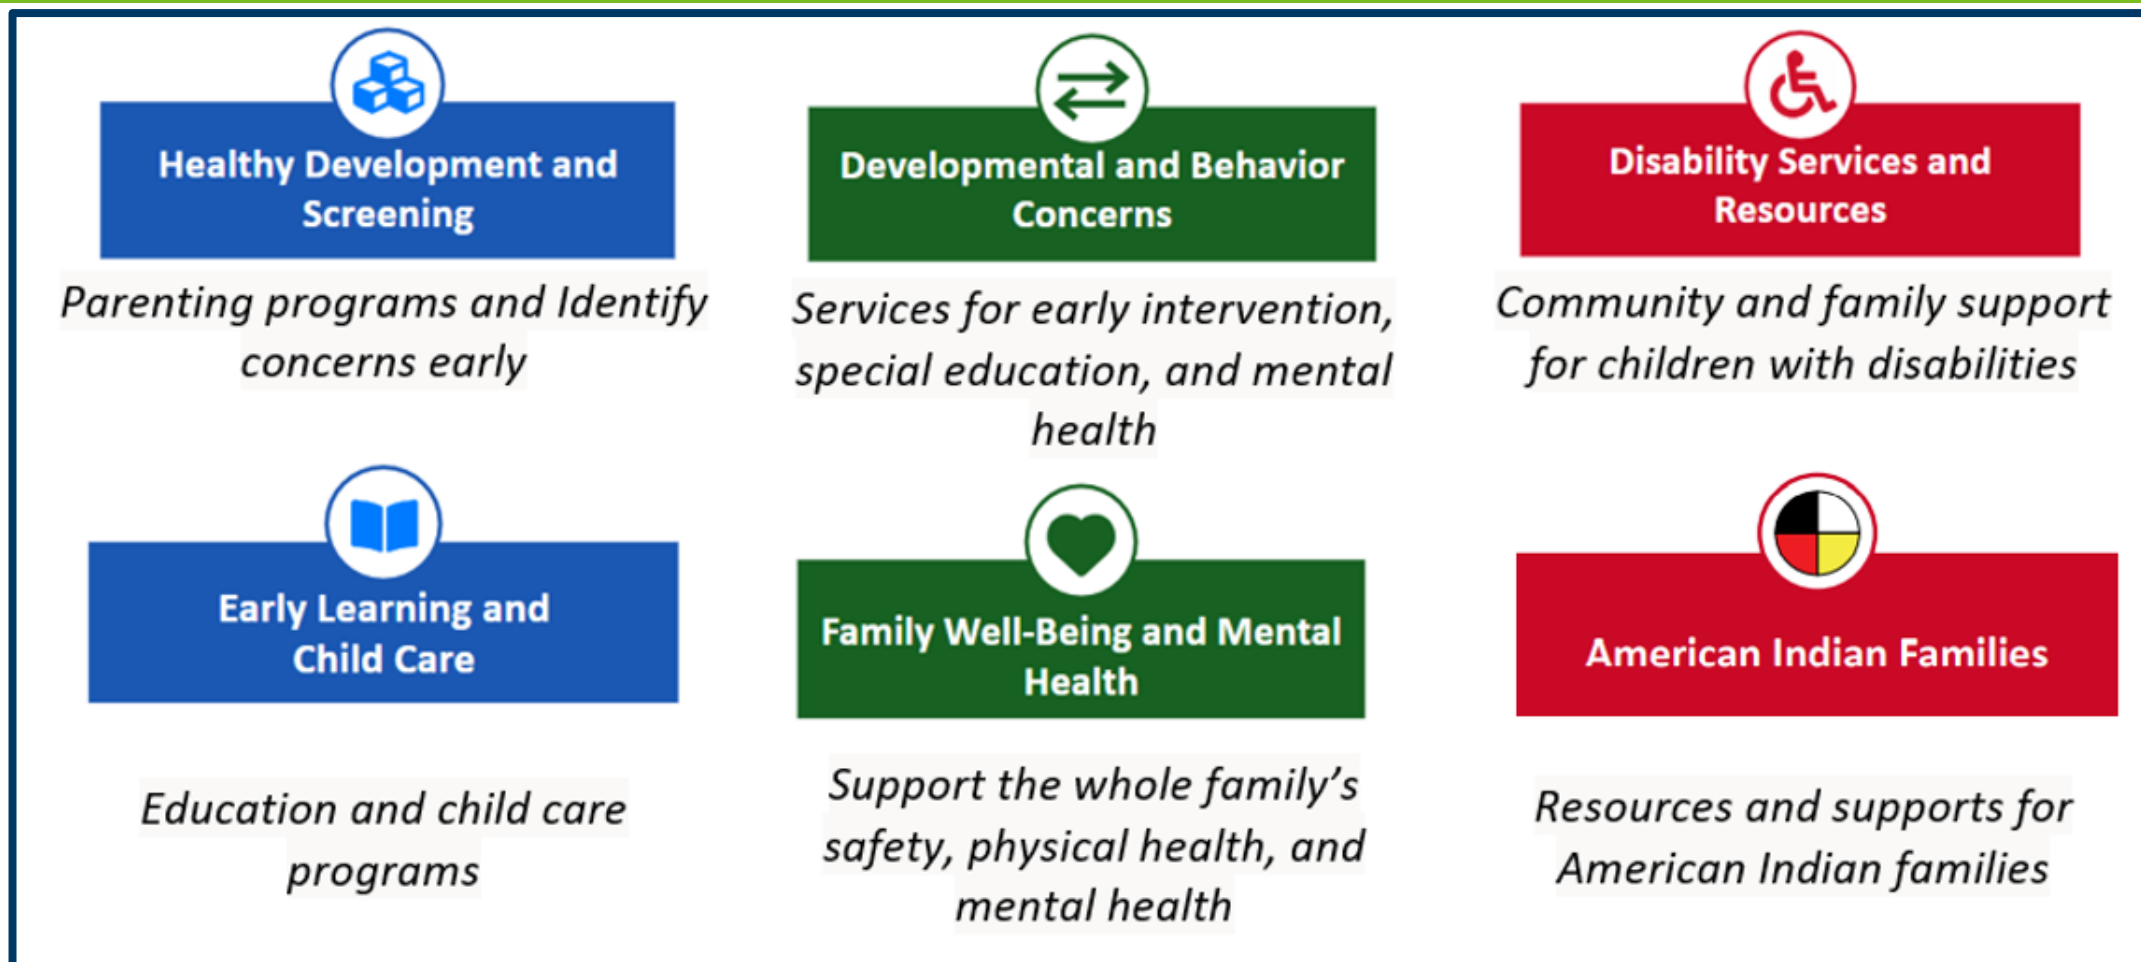 Healthy Development and
Screening
Parenting programs and Identify
concerns early
Developmental and Behavior
Concerns
Services for early intervention,
special education, and mental
health
Disability Services and
Resources
Community and family support
for children with disabilities
Early Learning and
Child Care
Education and child care
programs
Family Well-Being and Mental
Health
Support the whole family’s
safety, physical health, and
mental health
American Indian Families
Resources and supports for
American Indian families